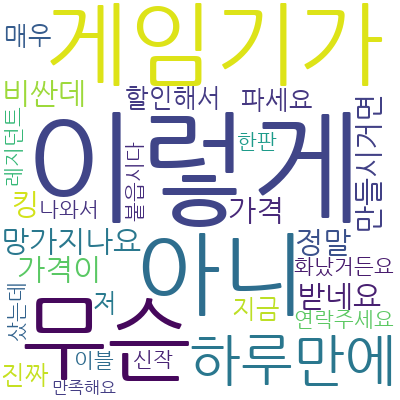 매우
게임기가
비싼데
할인해서
파세요
레지던트
이렇게
붙읍시다
한판
만들시거면
킹
나와서
가격
망가지나요
아니
정말
가격이
화났거든요
받네요
샀는데
저
무슨
지금
연락주세요
하루만에
진짜
이블
신작
만족해요